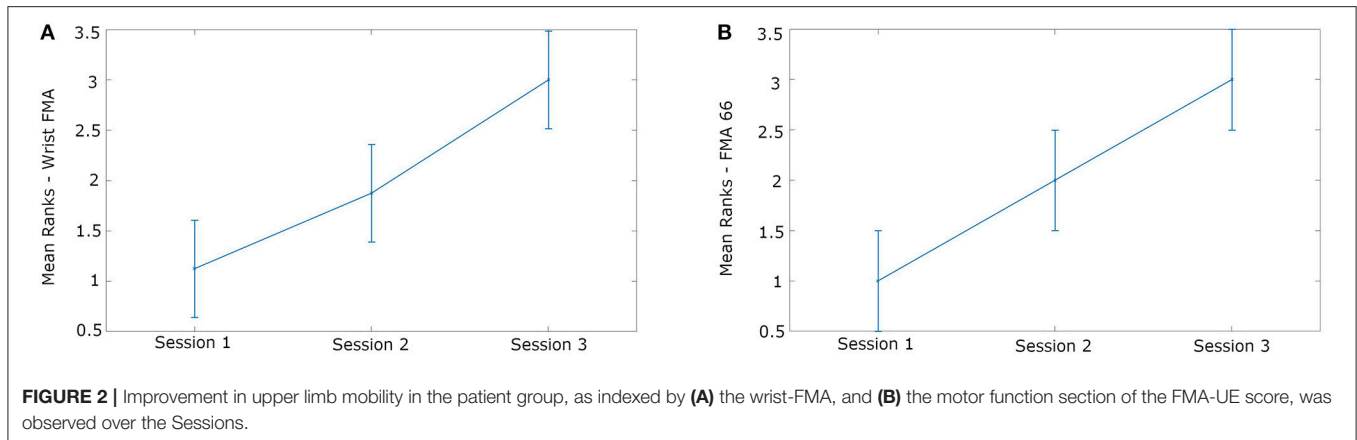 A
Mean Ranks - Wrist FMA
3.5
3
2.5
2
1.5
1
0.5
Session 1
Session 2
Session 3
B
Mean Ranks - FMA 66
3.5
3
2.5
2
1.5
1
0.5
Session 1
Session 2
Session 3
FIGURE 2 | Improvement in upper limb mobility in the patient group, as indexed by (A) the wrist-FMA, and (B) the motor function section of the FMA-UE score, was
observed over the Sessions.